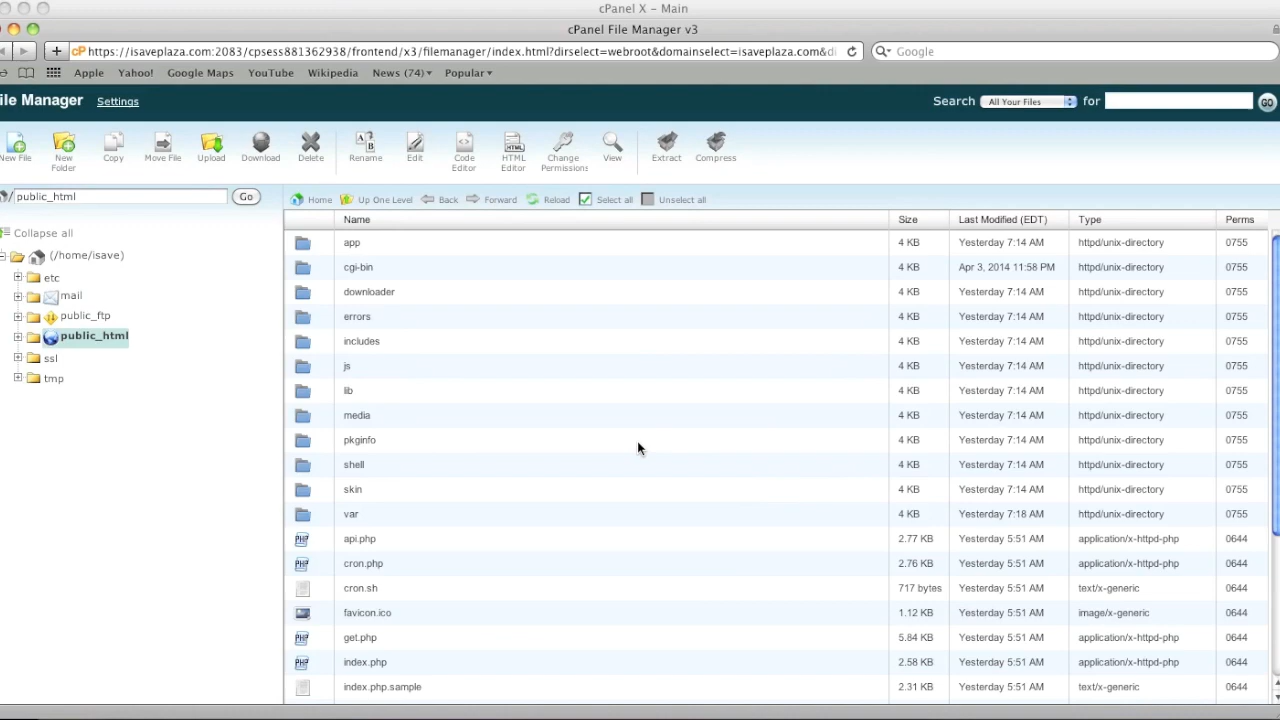 cPanel X - Main
cPanel File Manager v3
cP https://isaveplaza.com:2083/cpsess881362938/frontend/x3/filemanager/index.html?dirselect=webroot&domainselect=isaveplaza.com&di
Google
Apple Yahoo! Google Maps YouTube Wikipedia News (74) Popular
ile Manager Settings Search All Your Files for GO
New File New Folder Copy Move File Upload Download Delete Rename Edit Code Editor HTML Editor Change Permissions View Extract Compress
/ public_html Go
Home Up One Level Back Forward Reload Select all Unselect all
Collapse all
(/home/isave)
etc
mail
public_ftp
public_html
ssl
tmp
Name Size Last Modified (EDT) Type Perms
app 4 KB Yesterday 7:14 AM httpd/unix-directory 0755
cgi-bin 4 KB Apr 3, 2014 11:58 PM httpd/unix-directory 0755
downloader 4 KB Yesterday 7:14 AM httpd/unix-directory 0755
errors 4 KB Yesterday 7:14 AM httpd/unix-directory 0755
includes 4 KB Yesterday 7:14 AM httpd/unix-directory 0755
js 4 KB Yesterday 7:14 AM httpd/unix-directory 0755
lib 4 KB Yesterday 7:14 AM httpd/unix-directory 0755
media 4 KB Yesterday 7:14 AM httpd/unix-directory 0755
pkginfo 4 KB Yesterday 7:14 AM httpd/unix-directory 0755
shell 4 KB Yesterday 7:14 AM httpd/unix-directory 0755
skin 4 KB Yesterday 7:14 AM httpd/unix-directory 0755
var 4 KB Yesterday 7:18 AM httpd/unix-directory 0755
api.php 2.77 KB Yesterday 5:51 AM application/x-httpd-php 0644
cron.php 2.76 KB Yesterday 5:51 AM application/x-httpd-php 0644
cron.sh 717 bytes Yesterday 5:51 AM text/x-generic 0644
favicon.ico 1.12 KB Yesterday 5:51 AM image/x-generic 0644
get.php 5.84 KB Yesterday 5:51 AM application/x-httpd-php 0644
index.php 2.58 KB Yesterday 5:51 AM application/x-httpd-php 0644
index.php.sample 2.31 KB Yesterday 5:51 AM text/x-generic 0644